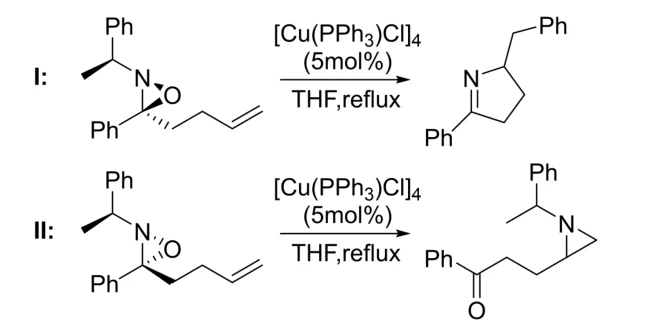 Ph
[Cu(PPh3)Cl]4
Ph
I:
N
O
(5mol%)
N
THF,reflux
Ph
Ph
Ph
[Cu(PPh3)Cl]4
Ph
II:
N
O
(5mol%)
N
THF,reflux
Ph
Ph
O